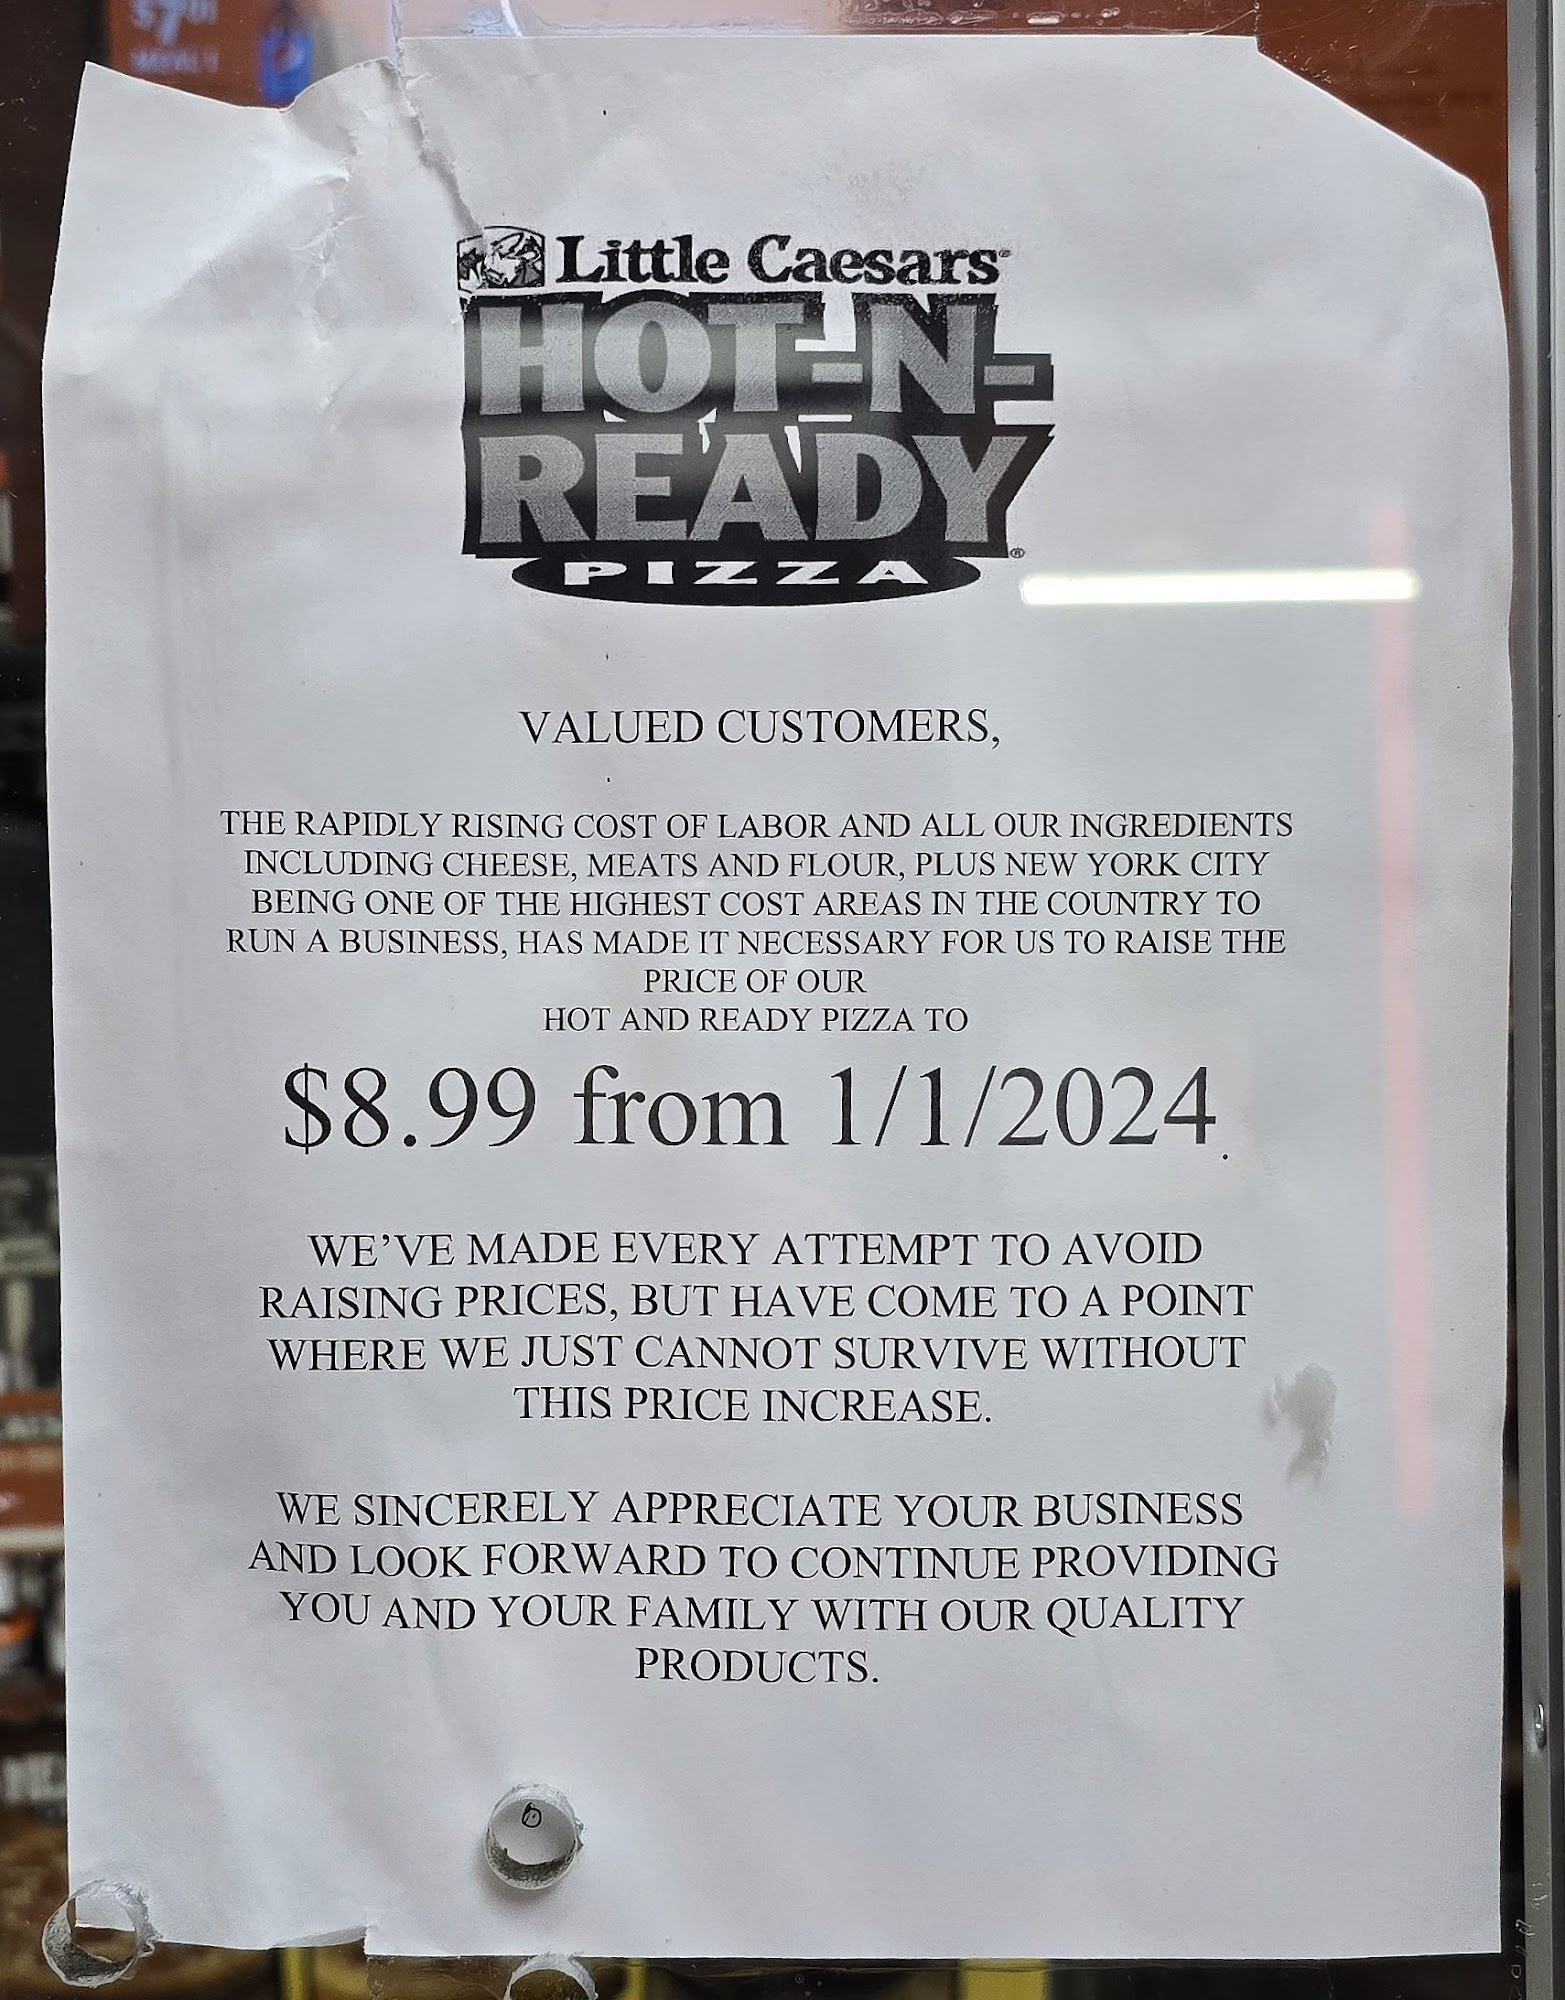 $7
Little Caesars
HOT-N-
READY®
PIZZA
VALUED CUSTOMERS,
THE RAPIDLY RISING COST OF LABOR AND ALL OUR INGREDIENTS
INCLUDING CHEESE, MEATS AND FLOUR, PLUS NEW YORK CITY
BEING ONE OF THE HIGHEST COST AREAS IN THE COUNTRY TO
RUN A BUSINESS, HAS MADE IT NECESSARY FOR US TO RAISE THE
PRICE OF OUR
HOT AND READY PIZZA TO
$8.99 from 1/1/2024.
WE'VE MADE EVERY ATTEMPT TO AVOID
RAISING PRICES, BUT HAVE COME TO A POINT
WHERE WE JUST CANNOT SURVIVE WITHOUT
THIS PRICE INCREASE.
WE SINCERELY APPRECIATE YOUR BUSINESS
AND LOOK FORWARD TO CONTINUE PROVIDING
YOU AND YOUR FAMILY WITH OUR QUALITY
PRODUCTS.